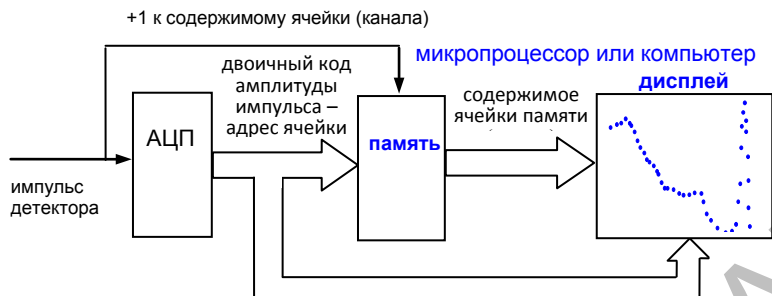 +1 к содержимому ячейки (канала)
микропроцессор или компьютер
дисплей
двоичный код
амплитуды
импульса –
адрес ячейки
содержимое
ячейки памяти
АЦП
память
импульс
детектора